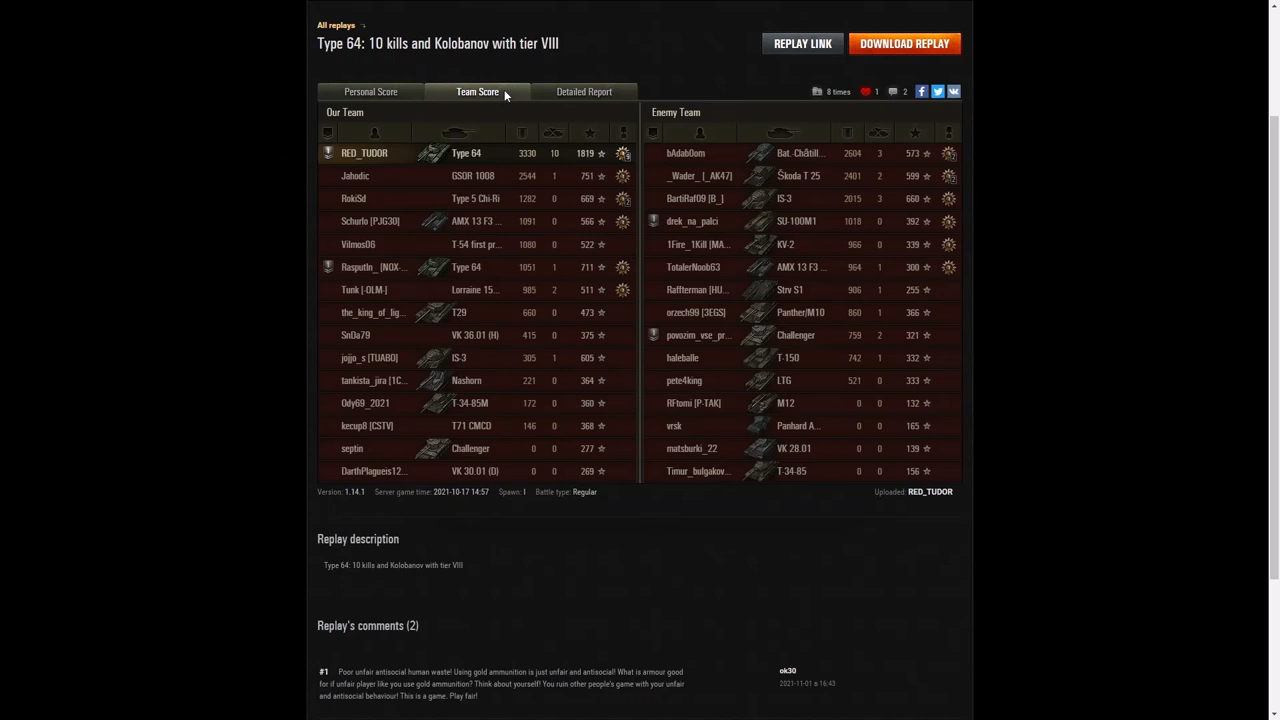 All replays →
Type 64: 10 kills and Kolobanov with tier VIII
REPLAY LINK
DOWNLOAD REPLAY
Personal Score
Team Score
Detailed Report
8 times
1
2
Our Team
RED_TUDOR Type 64 3330 10 1819
Jahodic GSOR 1008 2544 1 751
RokiSd Type 5 Chi-Ri 1282 0 669
Schurlo [PJG30] AMX 13 F3 ... 1091 0 566
Vilmos06 T-54 first pr... 1080 0 522
RasputIn_ [NOX-... Type 64 1051 1 711
Tunk [-OLM-] Lorraine 15... 985 2 511
the_king_of_lig... T29 660 0 473
SnDa79 VK 36.01 (H) 415 0 375
jojjo_s [TUABO] IS-3 305 1 605
tankista_jira [1C... Nashorn 221 0 364
Ody69_2021 T-34-85M 172 0 360
kecup8 [CSTV] T71 CMCD 146 0 368
septin Challenger 0 0 277
DarthPlagueis12... VK 30.01 (D) 0 0 269
Enemy Team
bAdab0om Bat.-Châtill... 2604 3 573
_Wader_ [_AK47] Škoda T 25 2401 2 599
BartiRaf09 [B_] IS-3 2015 3 660
drek_na_palci SU-100M1 1018 0 392
1Fire_1Kill [MA... KV-2 966 0 339
TotalerNoob63 AMX 13 F3 ... 964 1 300
Raffterman [HU... Strv S1 906 1 255
orzech99 [3EGS] Panther/M10 860 1 366
povozim_vse_pr... Challenger 759 2 321
haleballe T-150 742 1 332
pete4king LTG 521 0 333
RFtomi [P-TAK] M12 0 0 132
vrsk Panhard A... 0 0 165
matsburki_22 VK 28.01 0 0 139
Timur_bulgakov... T-34-85 0 0 156
Version: 1.14.1 Server game time: 2021-10-17 14:57 Spawn: I Battle type: Regular
Uploaded: RED_TUDOR
Replay description
Type 64: 10 kills and Kolobanov with tier VIII
Replay's comments (2)
#1 Poor unfair antisocial human waste! Using gold ammunition is just unfair and antisocial! What is armour good
for if unfair player like you use gold ammunition? Think about yourself! You ruin other people's game with your unfair
and antisocial behaviour! This is a game. Play fair!
ok30
2021-11-01 в 16:43